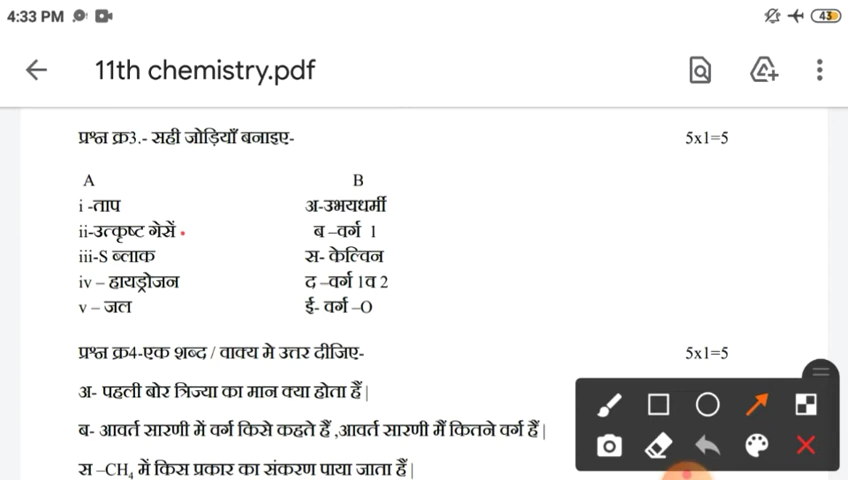 4:33 PM
43
11th chemistry.pdf
प्रश्न क्र3.- सही जोड़ियाँ बनाइए- 5x1=5
A B
i -ताप अ-उभयधर्मी
ii-उत्कृष्ट गेसें ब –वर्ग 1
iii-S ब्लाक स- केल्विन
iv – हायड्रोजन द –वर्ग 1व 2
v – जल ई- वर्ग –O
प्रश्न क्र4-एक शब्द / वाक्य मे उत्तर दीजिए- 5x1=5
अ- पहली बोर त्रिज्या का मान क्या होता हैं|
ब- आवर्त सारणी में वर्ग किसे कहते हैं ,आवर्त सारणी मैं कितने वर्ग हैं|
स –CH₄ में किस प्रकार का संकरण पाया जाता हैं|